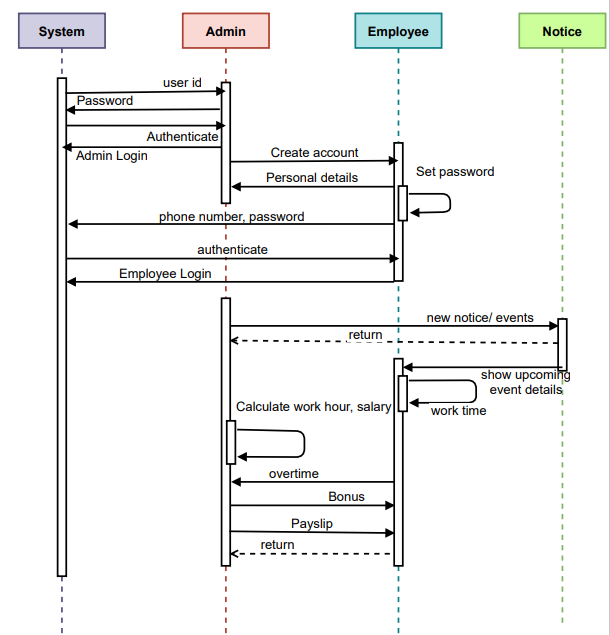 System
Admin
Employee
Notice
user id
Password
Authenticate
Admin Login
Create account
Set password
Personal details
phone number, password
authenticate
Employee Login
new notice/ events
return
show upcoming
event details
work time
Calculate work hour, salary
overtime
Bonus
Payslip
return